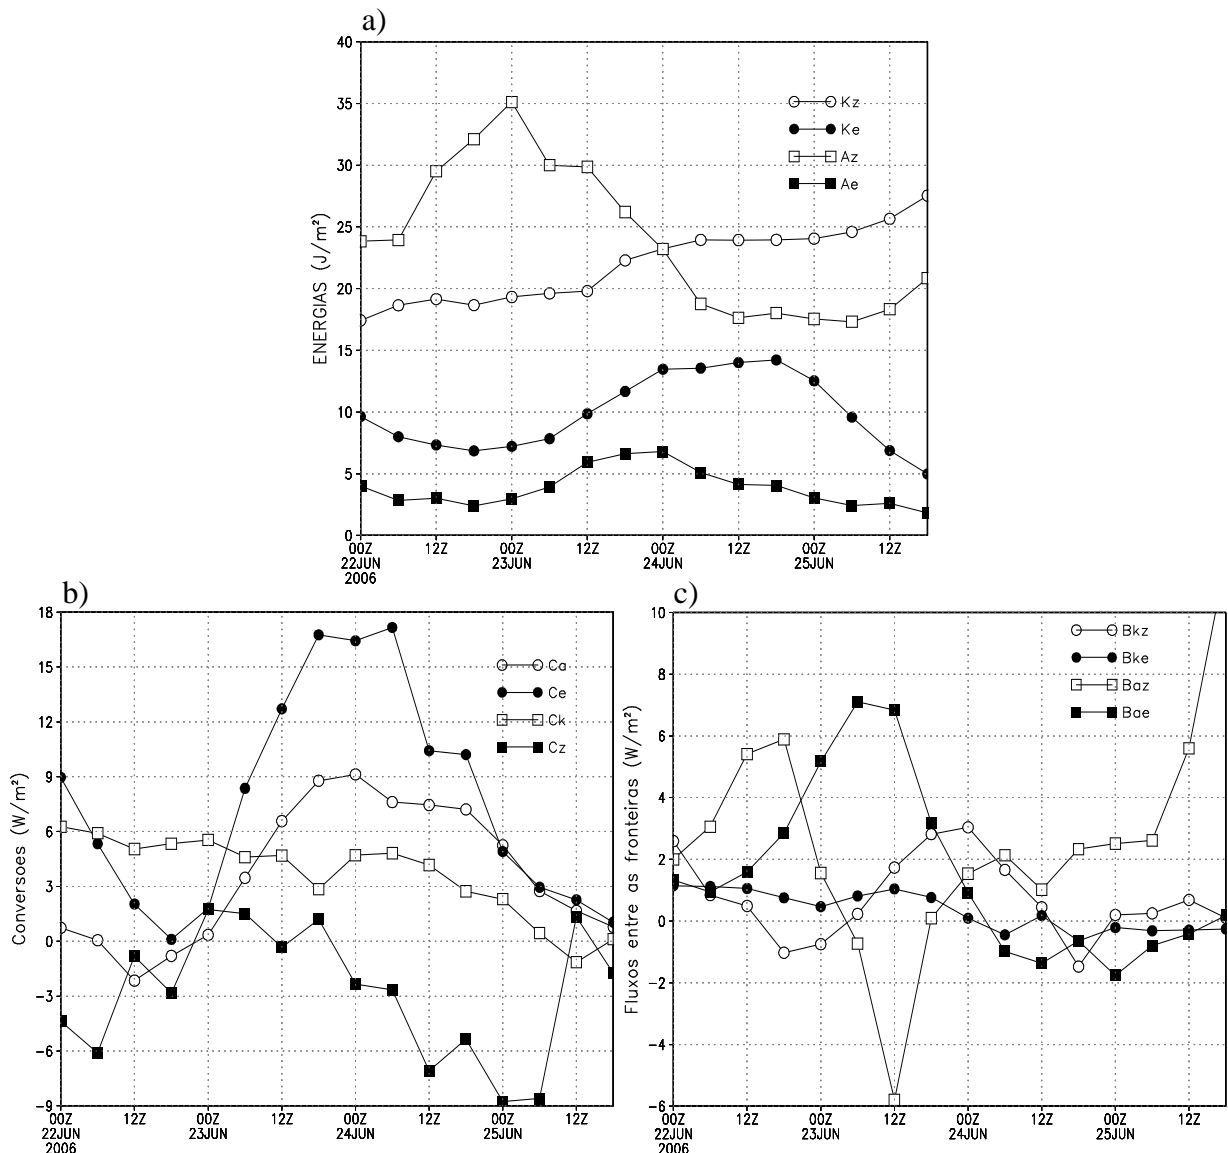 a)
40
35
30
25
20
15
10
5
0
ENERGIAS (J/m²)
Kz
Ke
Az
Ae
00Z 12Z 00Z 12Z 00Z 12Z 00Z 12Z
22JUN 23JUN 24JUN 25JUN
2006
b)
18
15
12
9
6
3
0
-3
-6
-9
Conversoes (W/m²)
Ca
Ce
Ck
Cz
00Z 12Z 00Z 12Z 00Z 12Z 00Z 12Z
22JUN 23JUN 24JUN 25JUN
2006
c)
10
8
6
4
2
0
-2
-4
-6
Fluxos entre as fronteiras (W/m²)
Bkz
Bke
Baz
Bae
00Z 12Z 00Z 12Z 00Z 12Z 00Z 12Z
22JUN 23JUN 24JUN 25JUN
2006